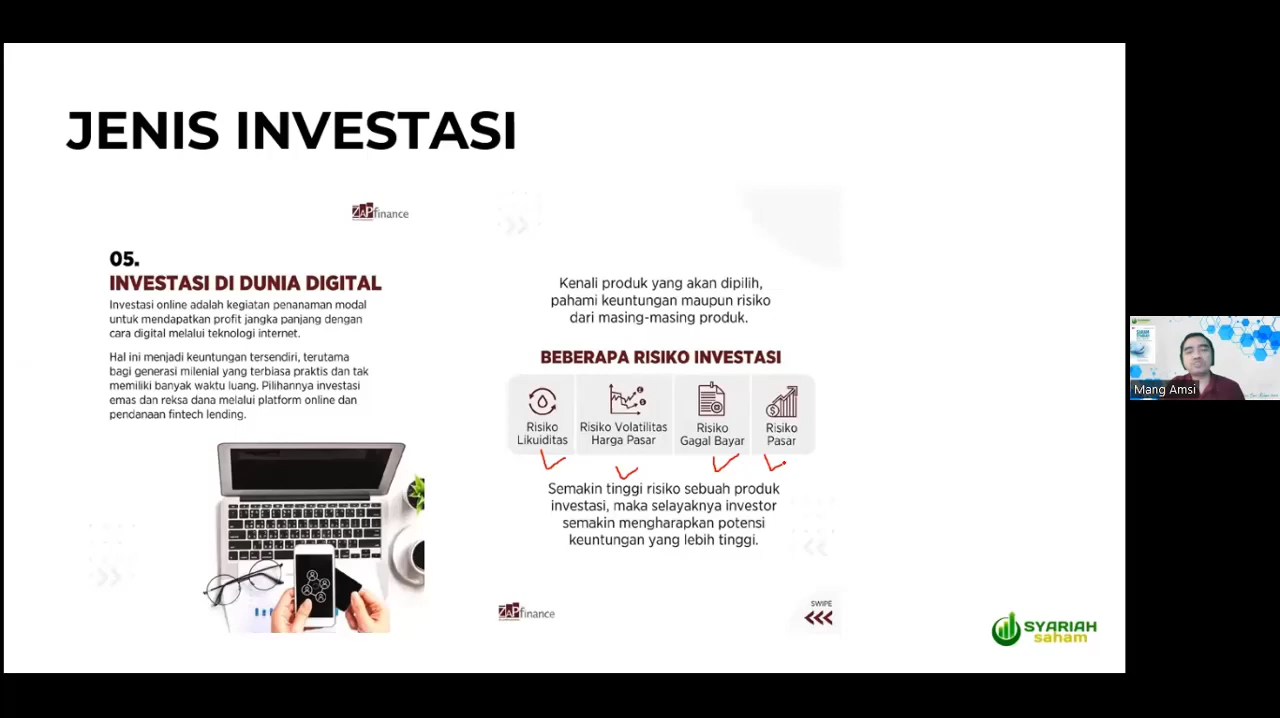 JENIS INVESTASI
ZAPfinance
05.
INVESTASI DI DUNIA DIGITAL
Investasi online adalah kegiatan penanaman modal
untuk mendapatkan profit jangka panjang dengan
cara digital melalui teknologi internet.
Hal ini menjadi keuntungan tersendiri, terutama
bagi generasi milenial yang terbiasa praktis dan tak
memiliki banyak waktu luang. Pilihannya investasi
emas dan reksa dana melalui platform online dan
pendanaan fintech lending.
Kenali produk yang akan dipilih,
pahami keuntungan maupun risiko
dari masing-masing produk.
BEBERAPA RISIKO INVESTASI
Risiko
Likuiditas
Risiko Volatilitas
Harga Pasar
Risiko
Gagal Bayar
Risiko
Pasar
Semakin tinggi risiko sebuah produk
investasi, maka selayaknya investor
semakin mengharapkan potensi
keuntungan yang lebih tinggi.
ZAPfinance
SWIPE
SYARIAH
saham
Mang Amsi